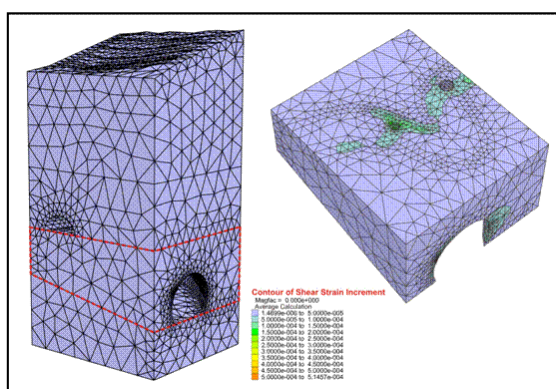 Contour of Shear Strain Increment
Magfac = 0.000e+000
Average Calculation
1.4699e-006 to 5.0000e-005
5.0000e-005 to 1.0000e-004
1.0000e-004 to 1.5000e-004
1.5000e-004 to 2.0000e-004
2.0000e-004 to 2.5000e-004
2.5000e-004 to 3.0000e-004
3.0000e-004 to 3.5000e-004
3.5000e-004 to 4.0000e-004
4.0000e-004 to 4.5000e-004
4.5000e-004 to 5.0000e-004
5.0000e-004 to 5.1457e-004